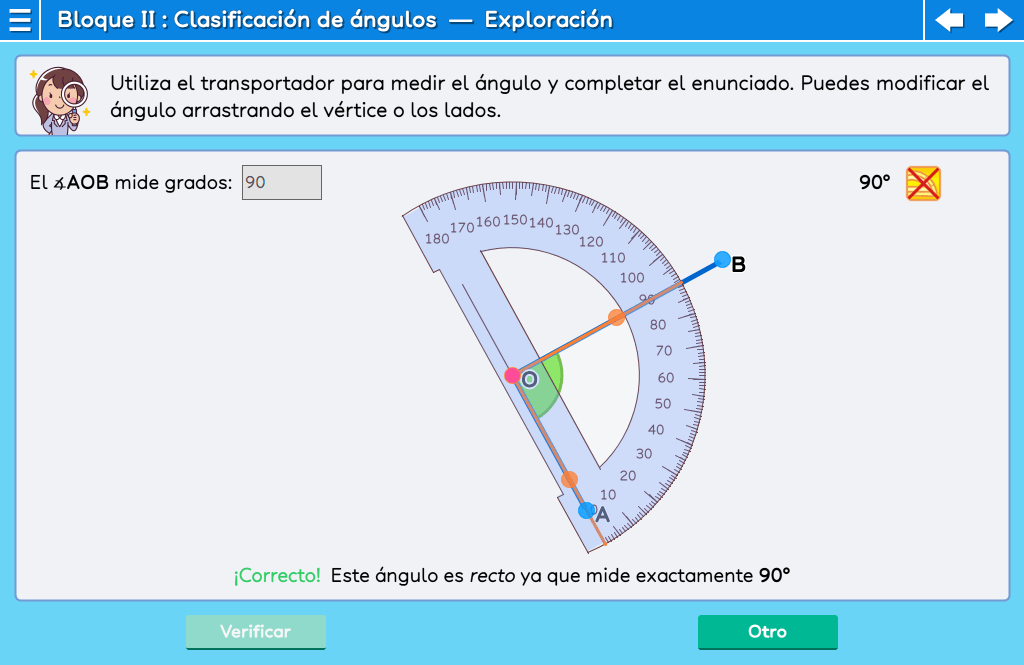 Bloque II : Clasificación de ángulos — Exploración
Utiliza el transportador para medir el ángulo y completar el enunciado. Puedes modificar el
ángulo arrastrando el vértice o los lados.
El ∡AOB mide grados: 90
90°
180
170
160
150
140
130
120
110
100
90
80
70
60
50
40
30
20
10
0
B
O
A
¡Correcto! Este ángulo es recto ya que mide exactamente 90°
Verificar
Otro